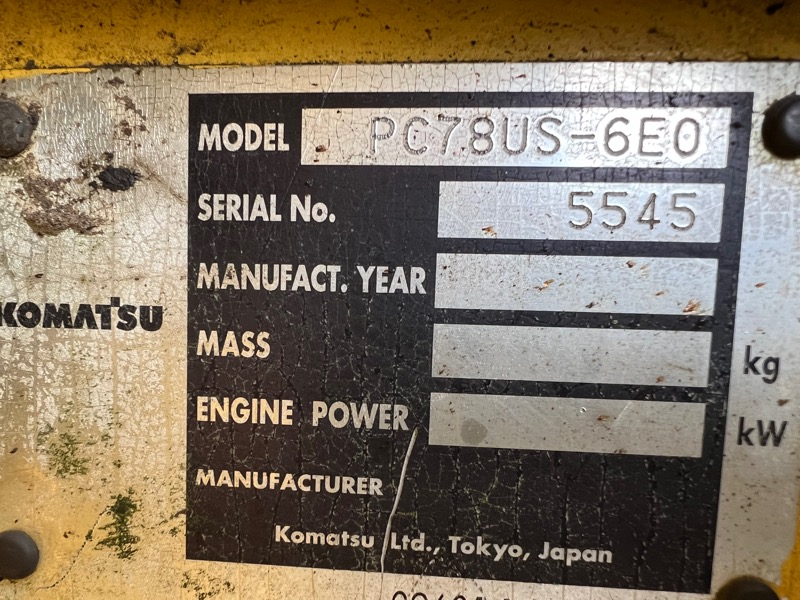 MODEL PC78US-6E0
SERIAL No. 5545
MANUFACT. YEAR
KOMATSU
MASS kg
ENGINE POWER kW
MANUFACTURER
Komatsu Ltd., Tokyo, Japan